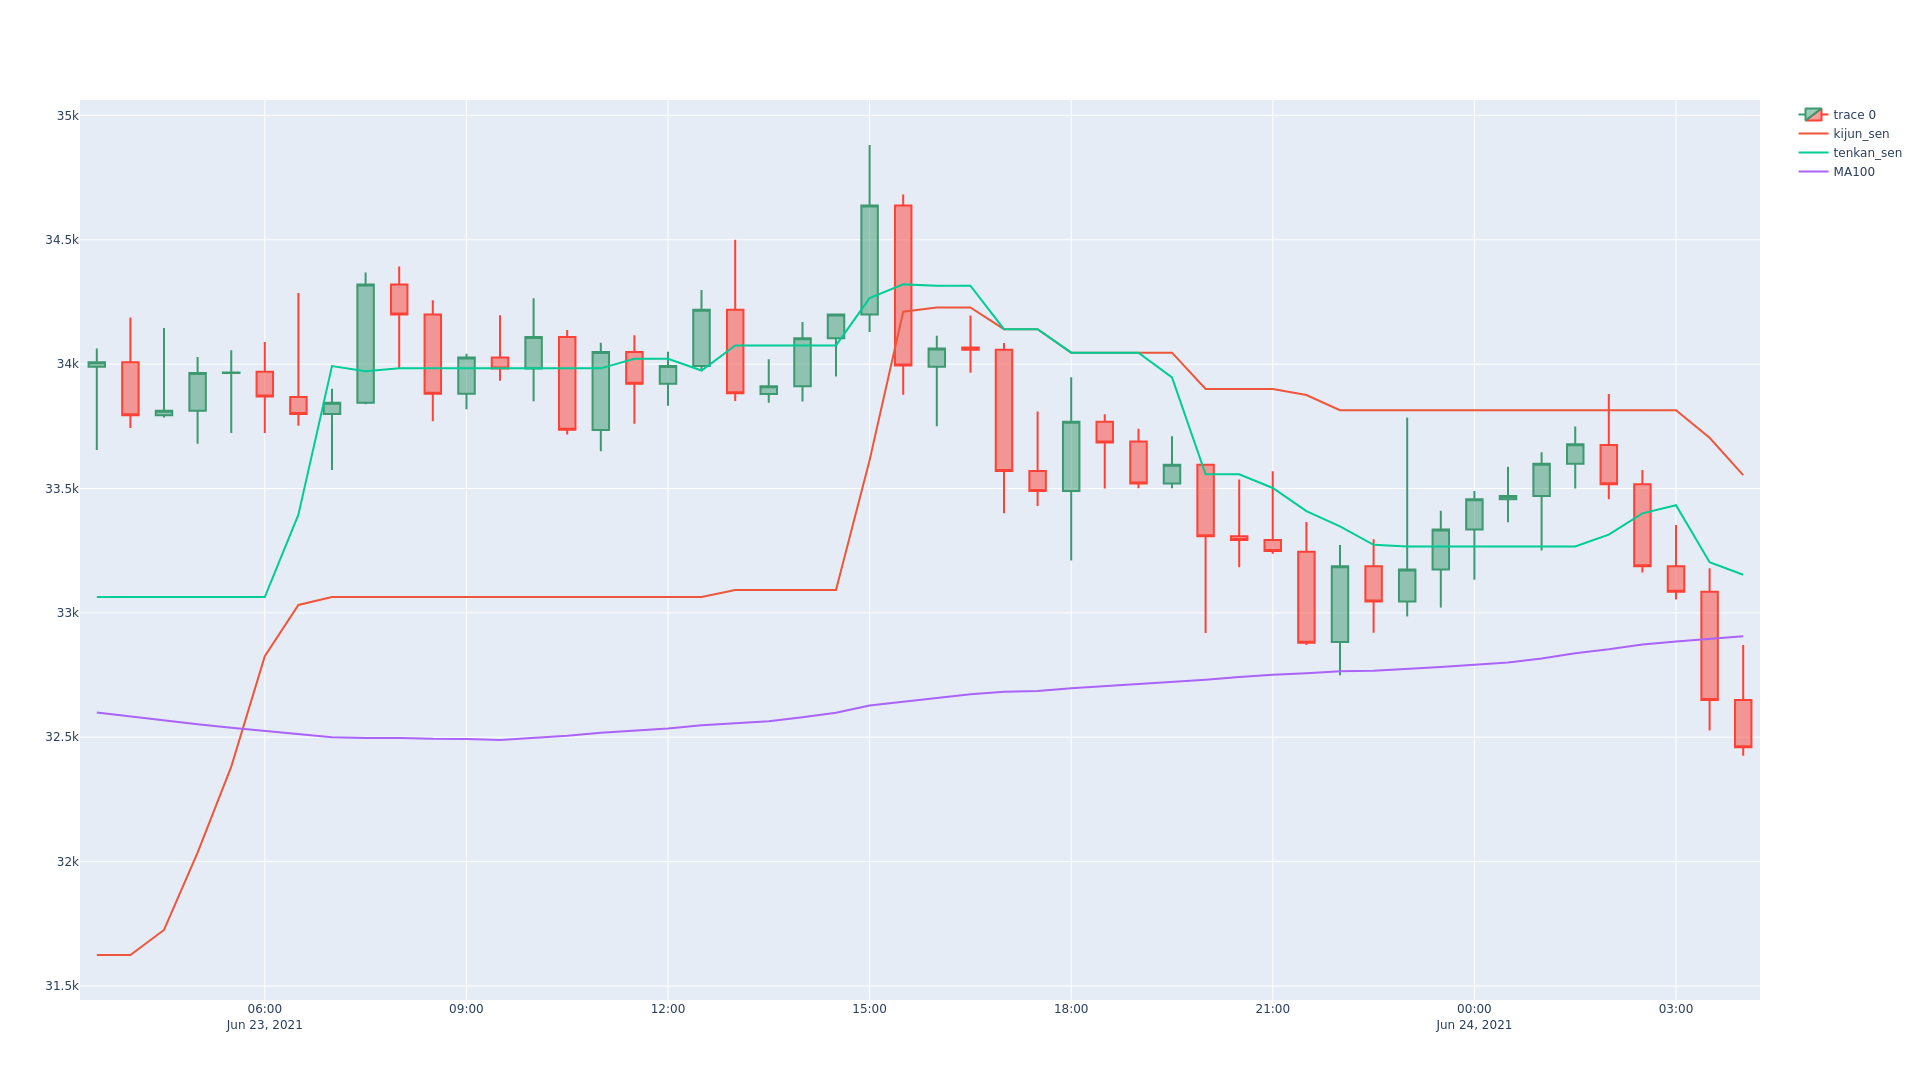 35k
34.5k
34k
33.5k
33k
32.5k
32k
31.5k
06:00
Jun 23, 2021
09:00
12:00
15:00
18:00
21:00
00:00
Jun 24, 2021
03:00
trace 0
kijun_sen
tenkan_sen
MA100